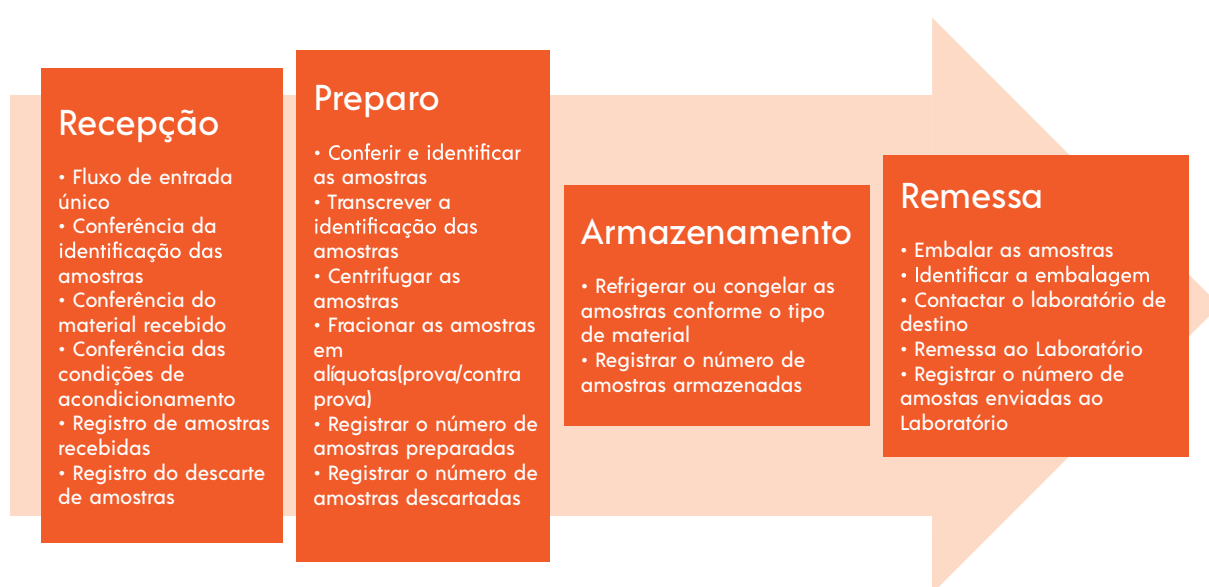 Recepção
• Fluxo de entrada
único
• Conferência da
identificação das
amostras
• Conferência do
material recebido
• Conferência das
condições de
acondicionamento
• Registro de amostras
recebidas
• Registro do descarte
de amostras
Preparo
• Conferir e identificar
as amostras
• Transcrever a
identificação das
amostras
• Centrifugar as
amostras
• Fracionar as amostras
em
alíquotas(prova/contra
prova)
• Registrar o número de
amostras preparadas
• Registrar o número de
amostras descartadas
Armazenamento
• Refrigerar ou congelar as
amostras conforme o tipo
de material
• Registrar o número de
amostras armazenadas
Remessa
• Embalar as amostras
• Identificar a embalagem
• Contactar o laboratório de
destino
• Remessa ao Laboratório
• Registrar o número de
amostas enviadas ao
Laboratório